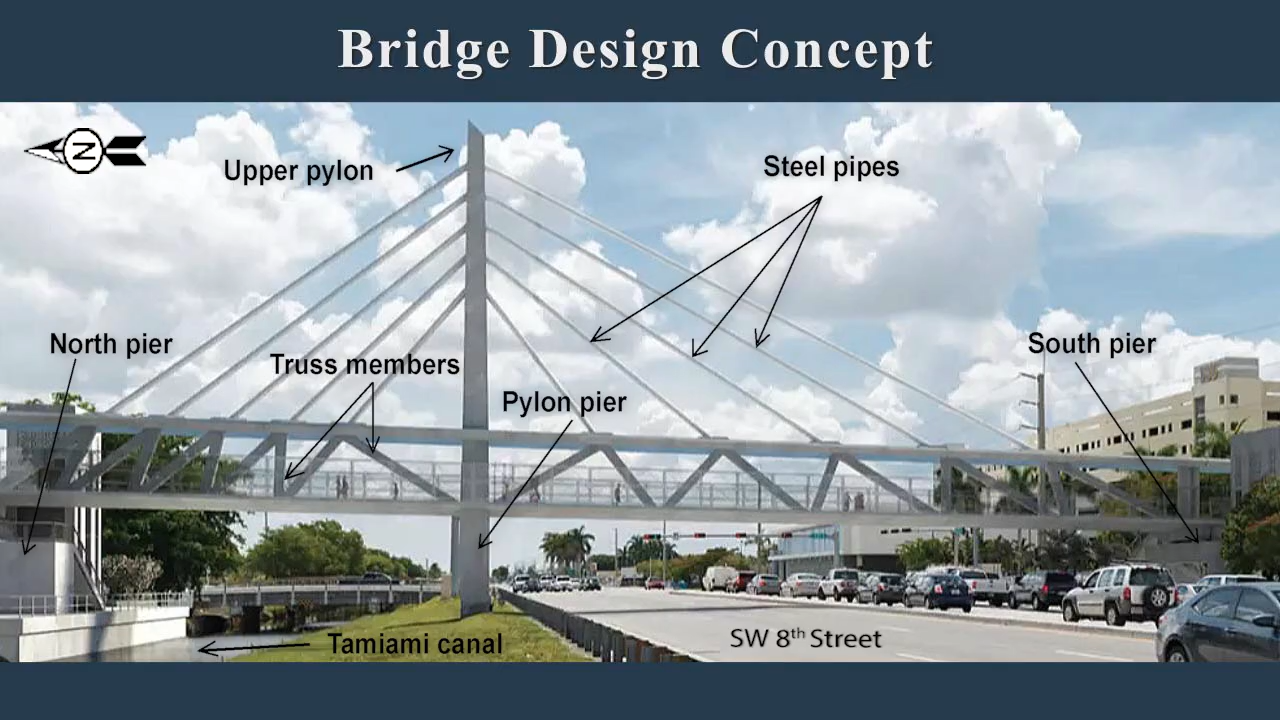 Bridge Design Concept
N
Upper pylon
Steel pipes
North pier
Truss members
South pier
Pylon pier
SW 8th Street
Tamiami canal